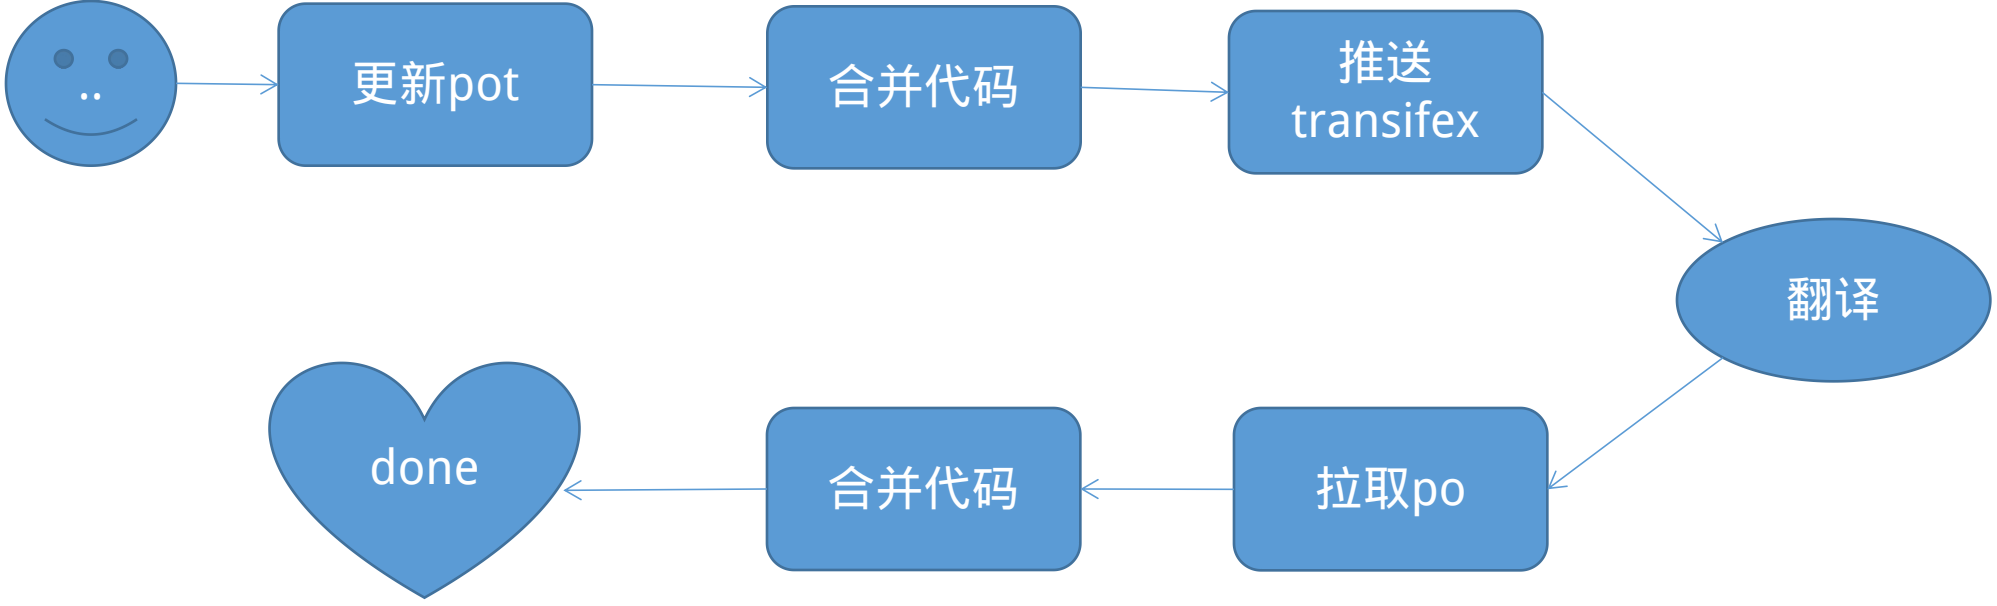 ..
更新pot
合并代码
推送
transifex
翻译
拉取po
合并代码
done